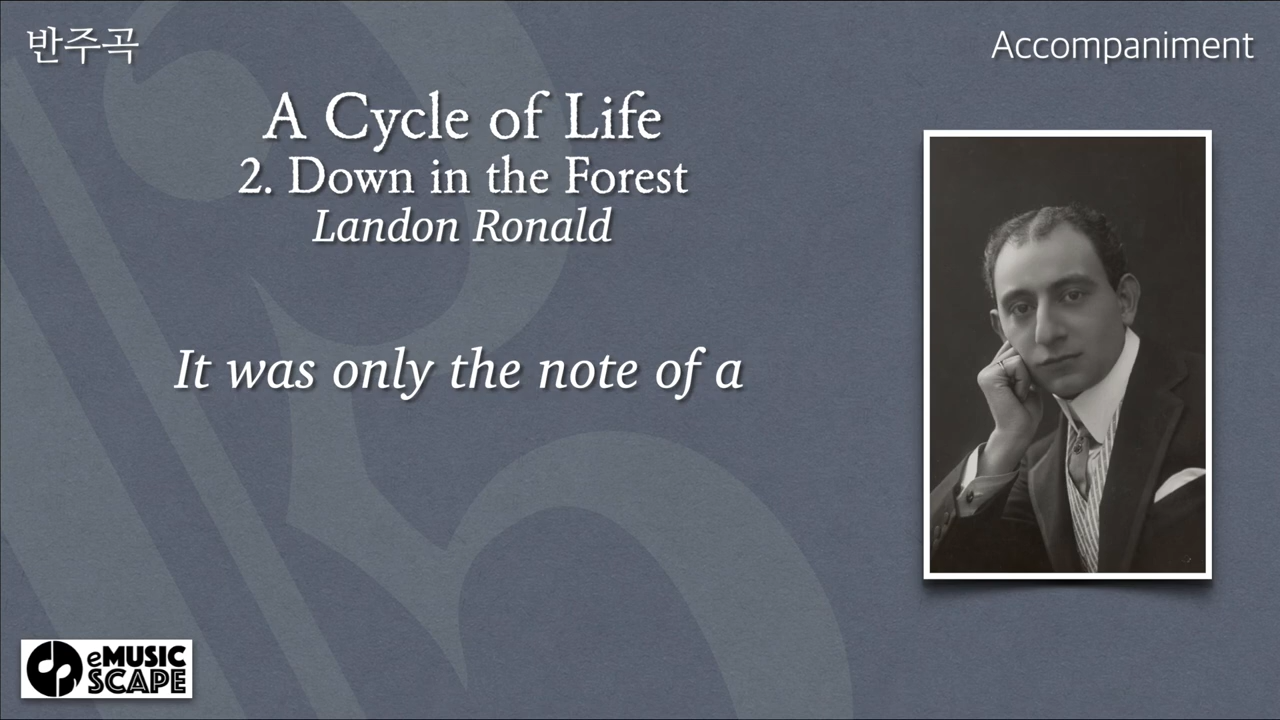 반주곡
Accompaniment
A Cycle of Life
2. Down in the Forest
Landon Ronald
It was only the note of a
eMUSIC
SCAPE